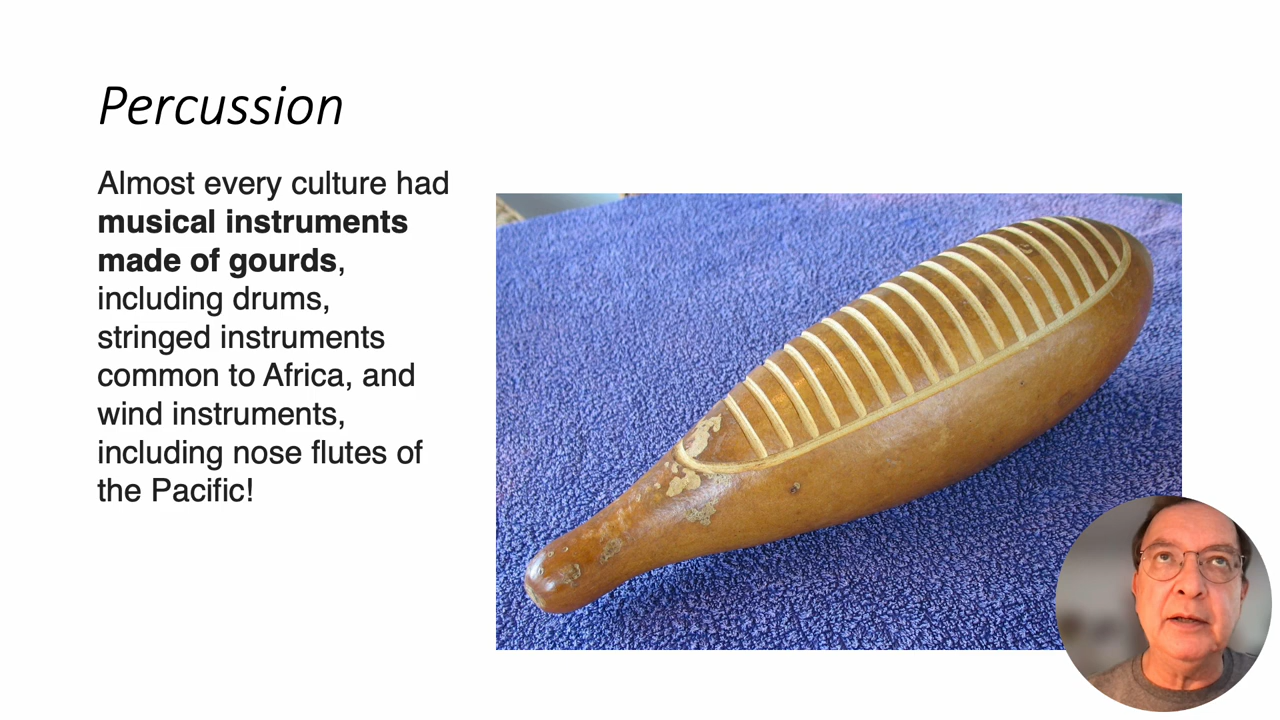 Percussion
Almost every culture had
musical instruments
made of gourds,
including drums,
stringed instruments
common to Africa, and
wind instruments,
including nose flutes of
the Pacific!